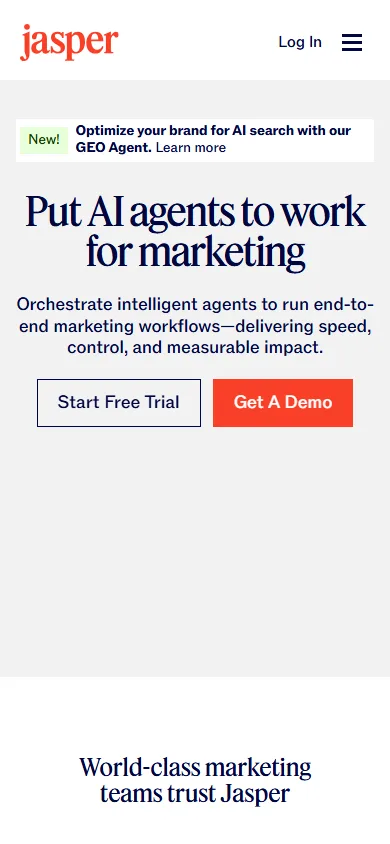 jasper
Log In
New!
Optimize your brand for AI search with our
GEO Agent. Learn more
Put AI agents to work
for marketing
Orchestrate intelligent agents to run end-to-
end marketing workflows—delivering speed,
control, and measurable impact.
Start Free Trial
Get A Demo
World-class marketing
teams trust Jasper